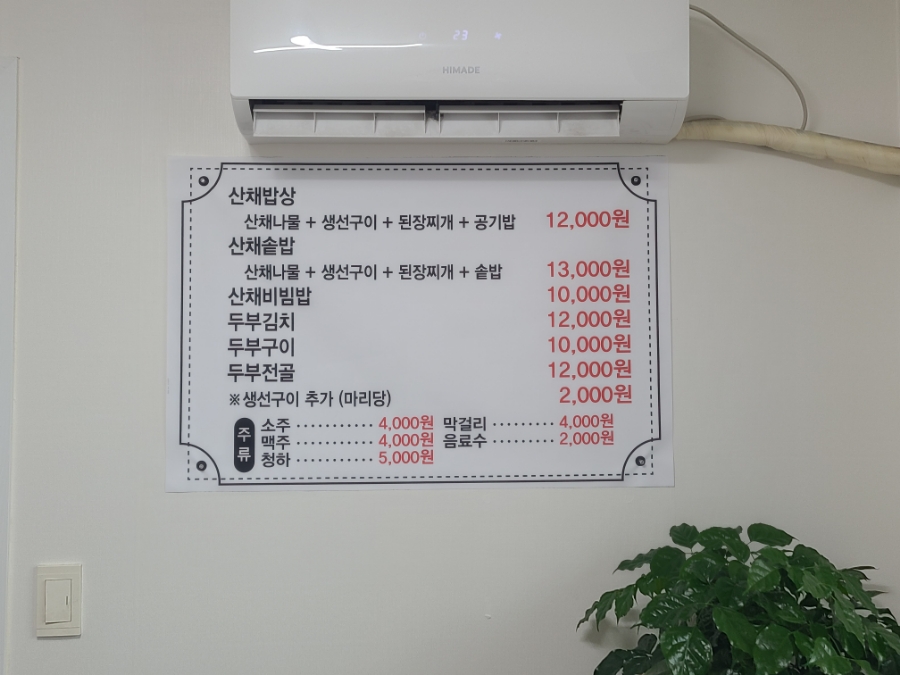 23
HIMADE
산채밥상
산채나물 + 생선구이 + 된장찌개 + 공기밥 12,000원
산채솥밥
산채나물 + 생선구이 + 된장찌개 + 솥밥 13,000원
산채비빔밥 10,000원
두부김치 12,000원
두부구이 10,000원
두부전골 12,000원
※생선구이 추가 (마리당) 2,000원
주류
소주 ··········· 4,000원 막걸리 ········· 4,000원
맥주 ··········· 4,000원 음료수 ········· 2,000원
청하 ··········· 5,000원